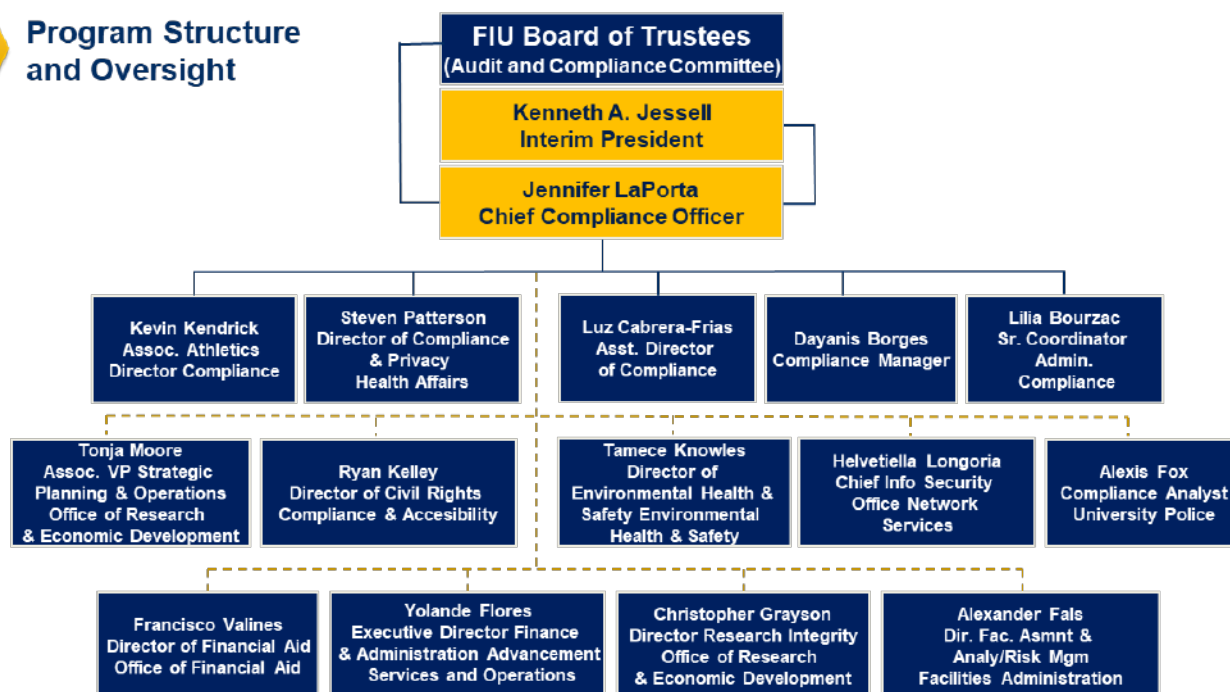 Program Structure
and Oversight
FIU Board of Trustees
(Audit and Compliance Committee)
Kenneth A. Jessell
Interim President
Jennifer LaPorta
Chief Compliance Officer
Kevin Kendrick
Assoc. Athletics
Director Compliance
Steven Patterson
Director of Compliance
& Privacy
Health Affairs
Luz Cabrera-Frias
Asst. Director
of Compliance
Dayanis Borges
Compliance Manager
Lilia Bourzac
Sr. Coordinator
Admin.
Compliance
Tonja Moore
Assoc. VP Strategic
Planning & Operations
Office of Research
& Economic Development
Ryan Kelley
Director of Civil Rights
Compliance & Accesibility
Tamece Knowles
Director of
Environmental Health &
Safety Environmental
Health & Safety
Helvetiella Longoria
Chief Info Security
Office Network
Services
Alexis Fox
Compliance Analyst
University Police
Francisco Valines
Director of Financial Aid
Office of Financial Aid
Yolande Flores
Executive Director Finance
& Administration Advancement
Services and Operations
Christopher Grayson
Director Research Integrity
Office of Research
& Economic Development
Alexander Fals
Dir. Fac. Asmnt &
Analy/Risk Mgm
Facilities Administration